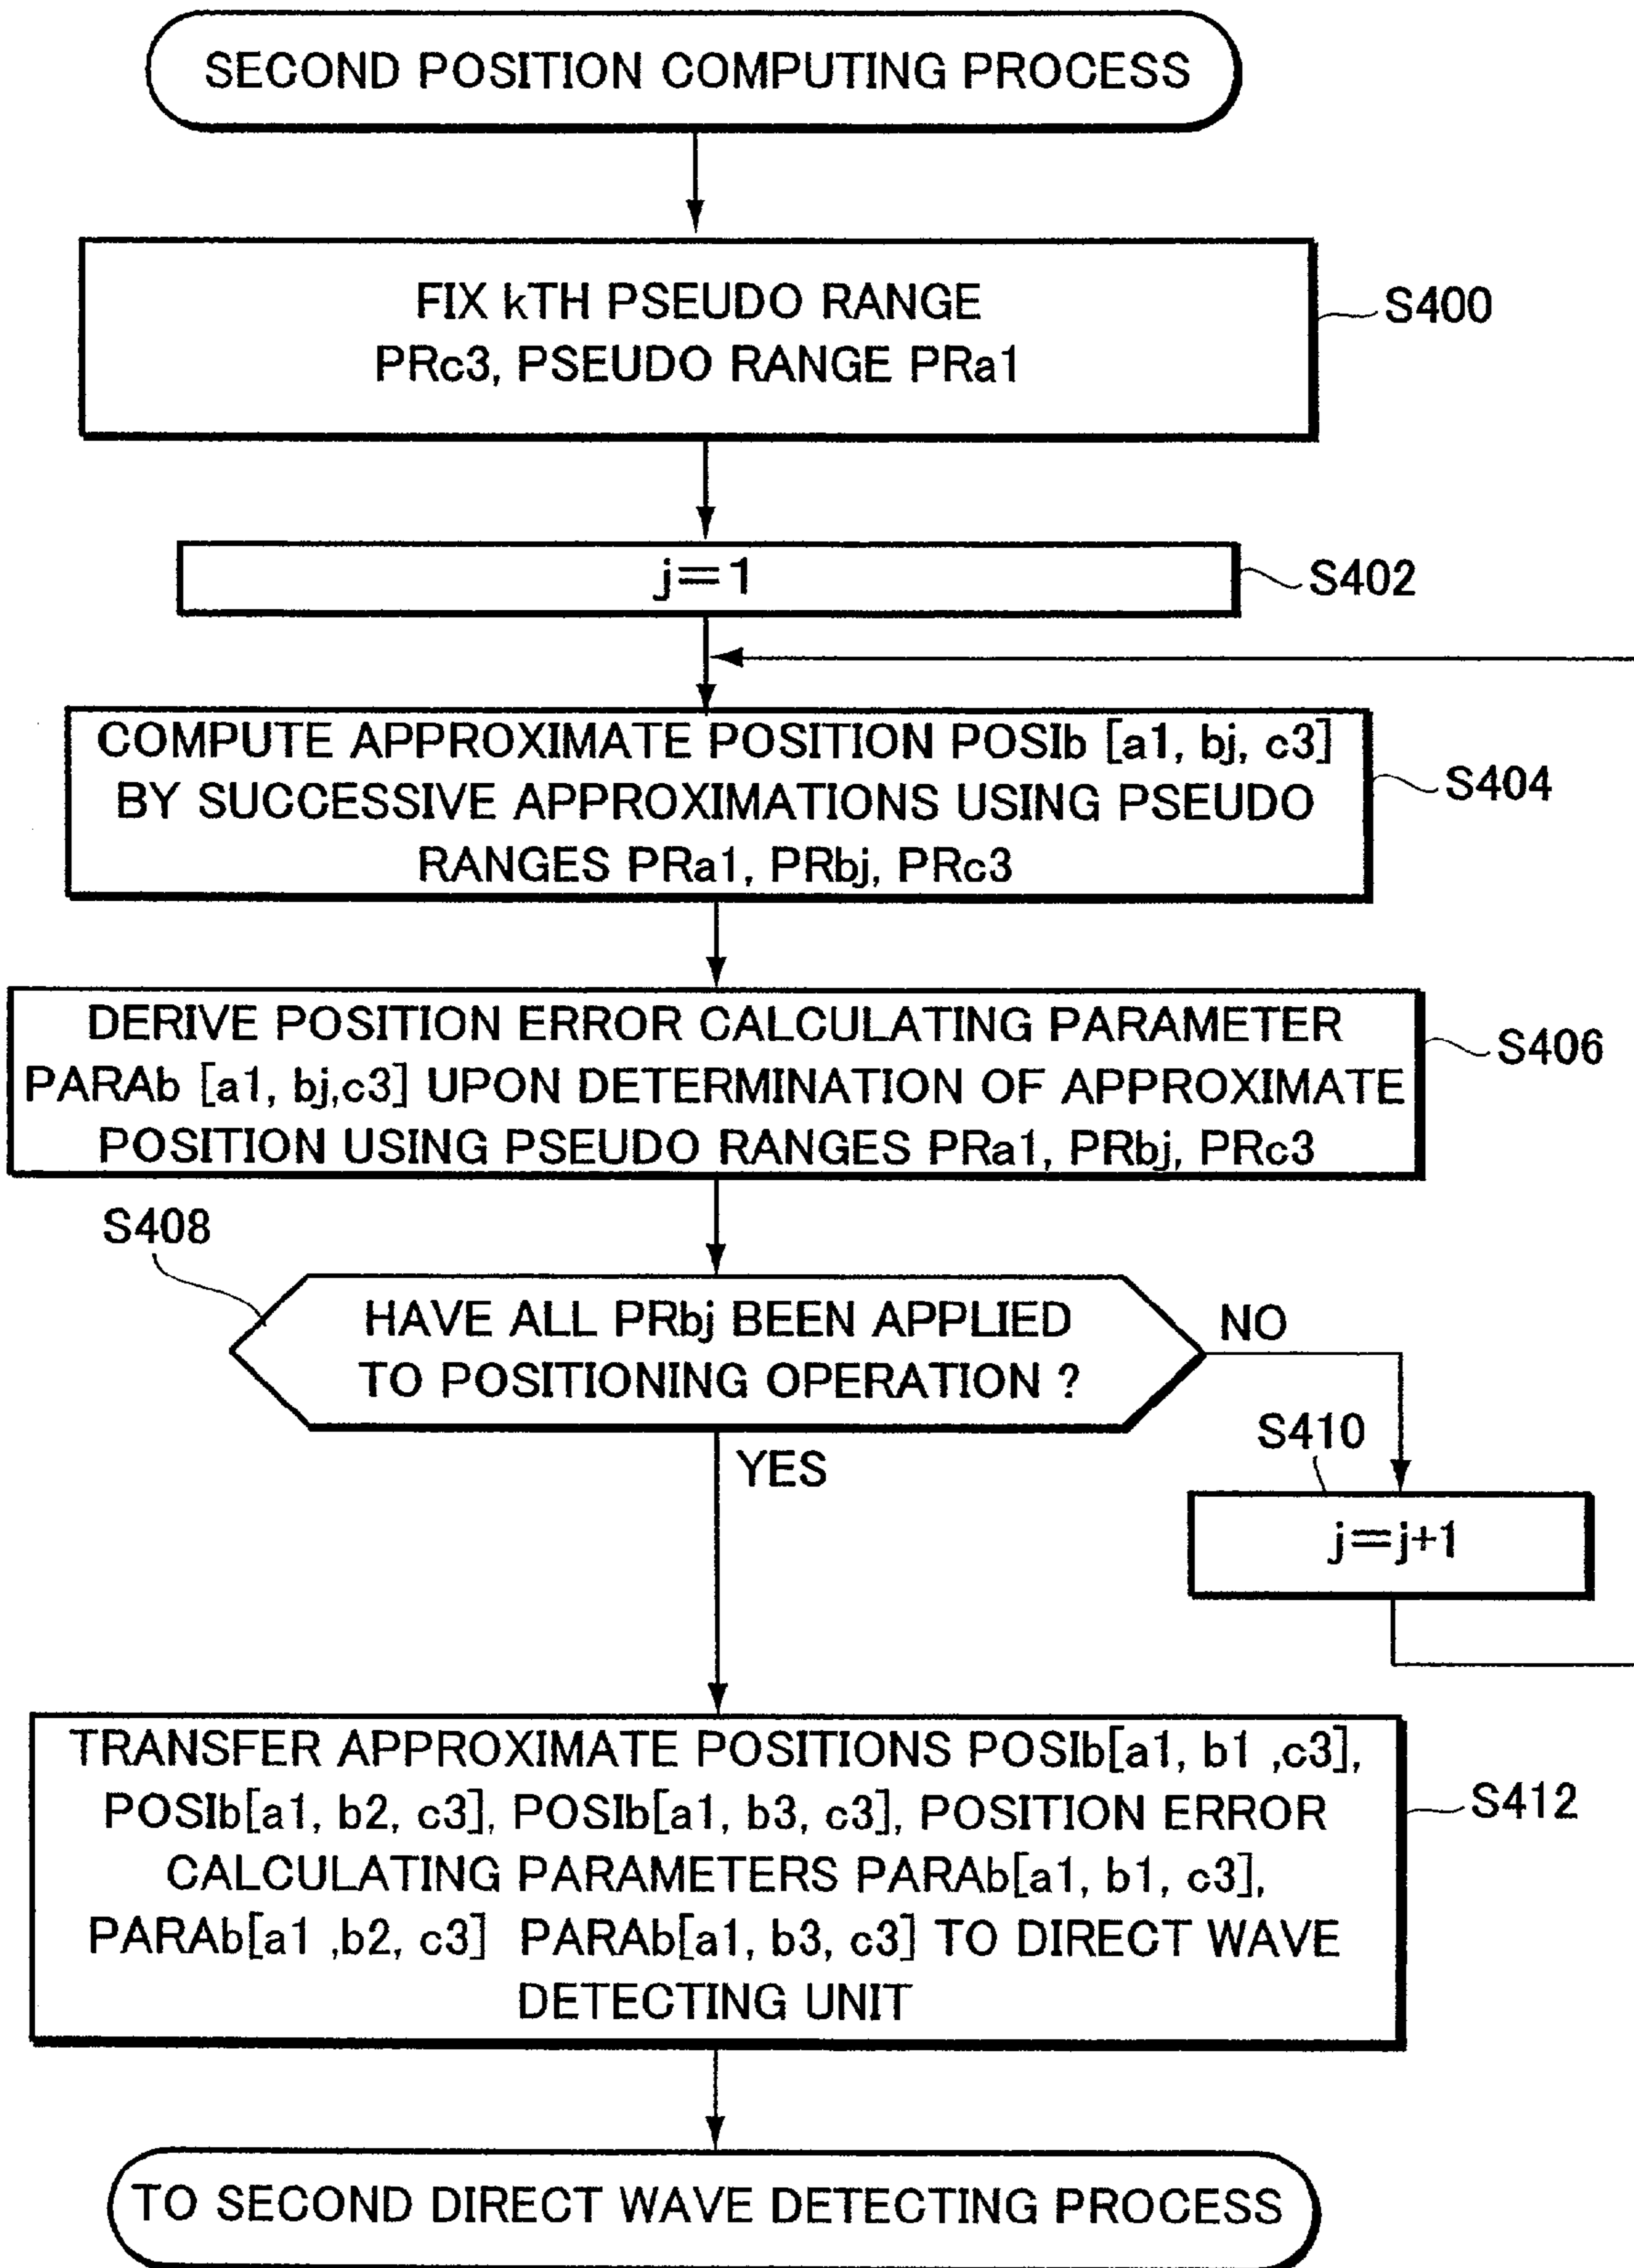 SECOND POSITION COMPUTING PROCESS
FIX kTH PSEUDO RANGE
PRc3, PSEUDO RANGE PRa1
S400
j=1
S402
COMPUTE APPROXIMATE POSITION POSIb [a1, bj, c3]
BY SUCCESSIVE APPROXIMATIONS USING PSEUDO
RANGES PRa1, PRbj, PRc3
S404
DERIVE POSITION ERROR CALCULATING PARAMETER
PARAb [a1, bj,c3] UPON DETERMINATION OF APPROXIMATE
POSITION USING PSEUDO RANGES PRa1, PRbj, PRc3
S406
S408
HAVE ALL PRbj BEEN APPLIED
TO POSITIONING OPERATION ?
NO
YES
S410
j=j+1
TRANSFER APPROXIMATE POSITIONS POSIb[a1, b1 ,c3],
POSIb[a1, b2, c3], POSIb[a1, b3, c3], POSITION ERROR
CALCULATING PARAMETERS PARAb[a1, b1, c3],
PARAb[a1 ,b2, c3] PARAb[a1, b3, c3] TO DIRECT WAVE
DETECTING UNIT
S412
TO SECOND DIRECT WAVE DETECTING PROCESS